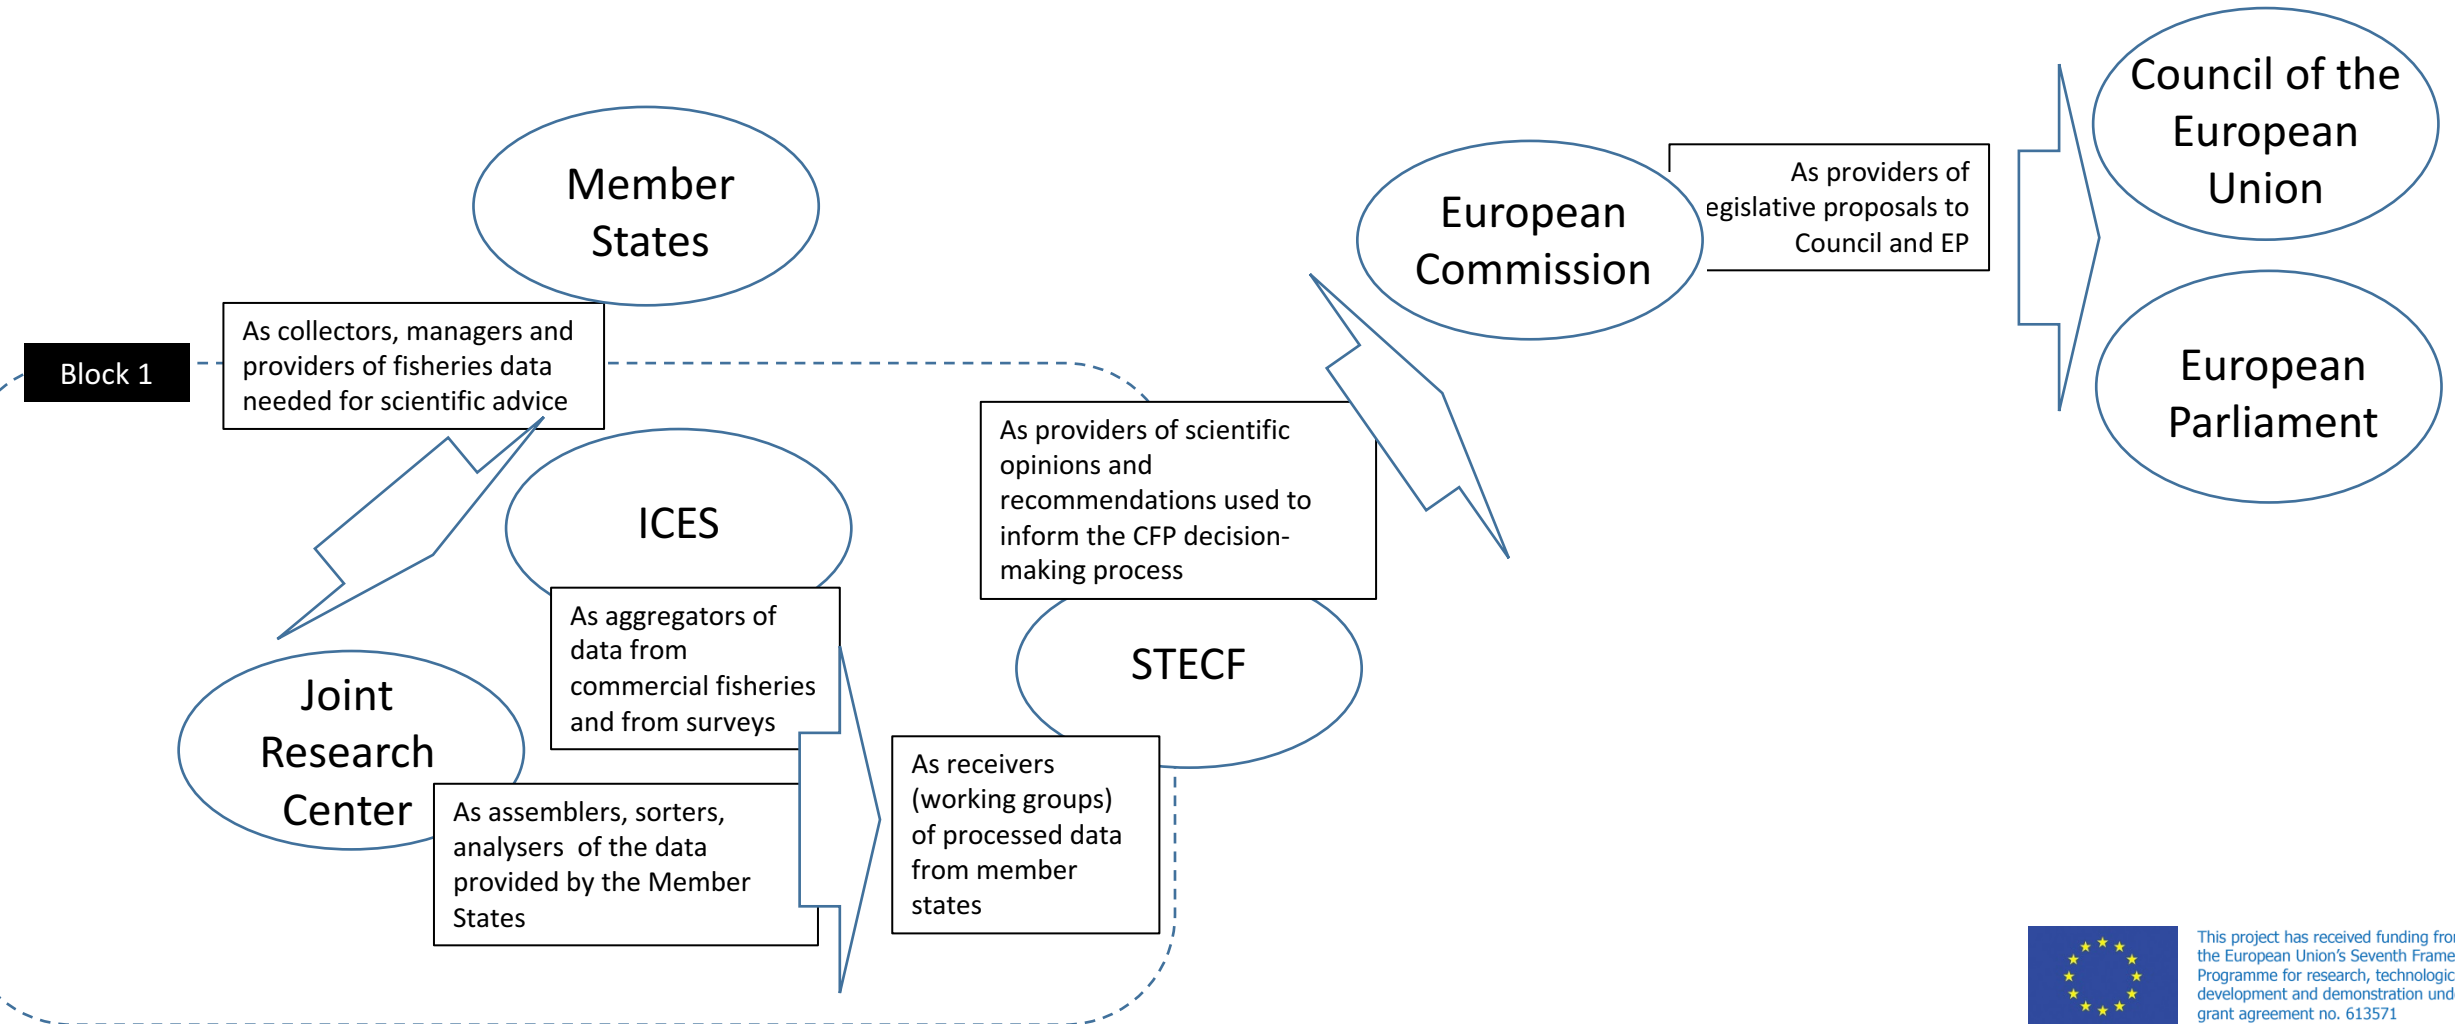 Council of the
European
Union
Member
States
European
Commission
As providers of
egislative proposals to
Council and EP
European
Parliament
Block 1
As collectors, managers and
providers of fisheries data
needed for scientific advice
ICES
As providers of scientific
opinions and
recommendations used to
inform the CFP decision-
making process
As aggregators of
data from
commercial fisheries
and from surveys
STECF
Joint
Research
Center
As assemblers, sorters,
analysers  of the data
provided by the Member
States
As receivers
(working groups)
of processed data
from member
states
This project has received funding from
the European Union's Seventh Frame
Programme for research, technologic
development and demonstration und
grant agreement no. 613571